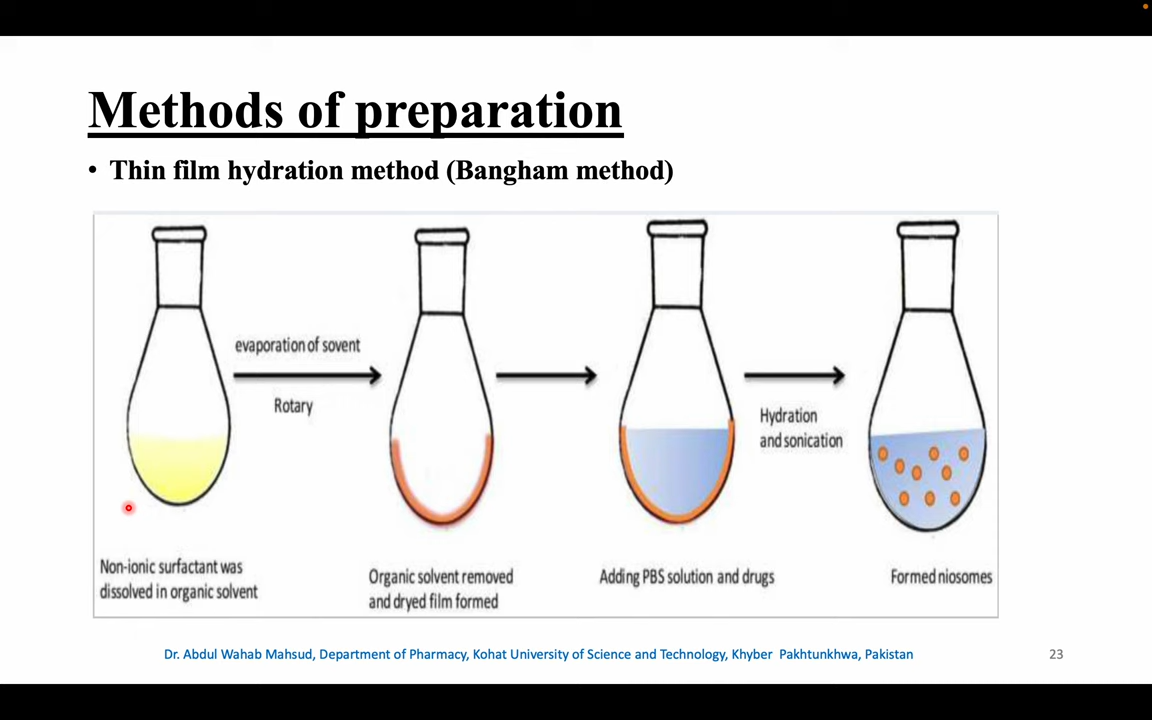 Methods of preparation
• Thin film hydration method (Bangham method)
evaporation of sovent
Rotary
Hydration
and sonication
Non-ionic surfactant was
dissolved in organic solvent
Organic solvent removed
and dryed film formed
Adding PBS solution and drugs
Formed niosomes
Dr. Abdul Wahab Mahsud, Department of Pharmacy, Kohat University of Science and Technology, Khyber Pakhtunkhwa, Pakistan
23